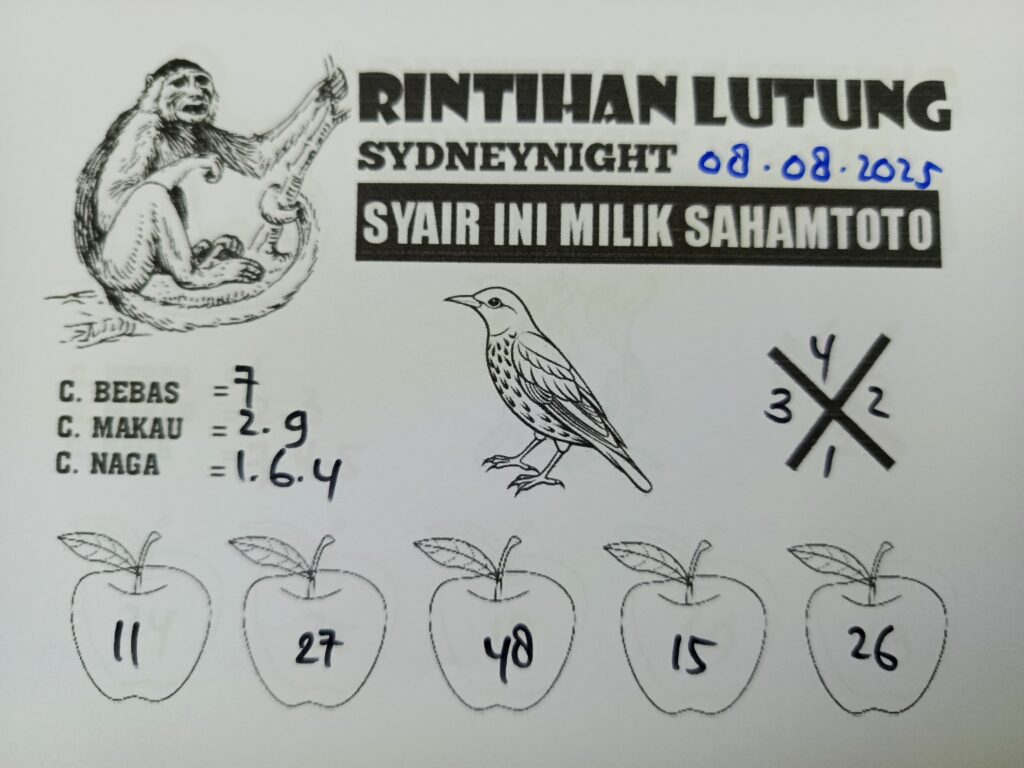 RINTIHAN LUTUNG
SYDNEYNIGHT 08.08.2025
SYAIR INI MILIK SAHAMTOTO
C. BEBAS = 7
C. MAKAU = 2.9
C. NAGA = 1.6.4
4
3 2
1
11 27 48 15 26